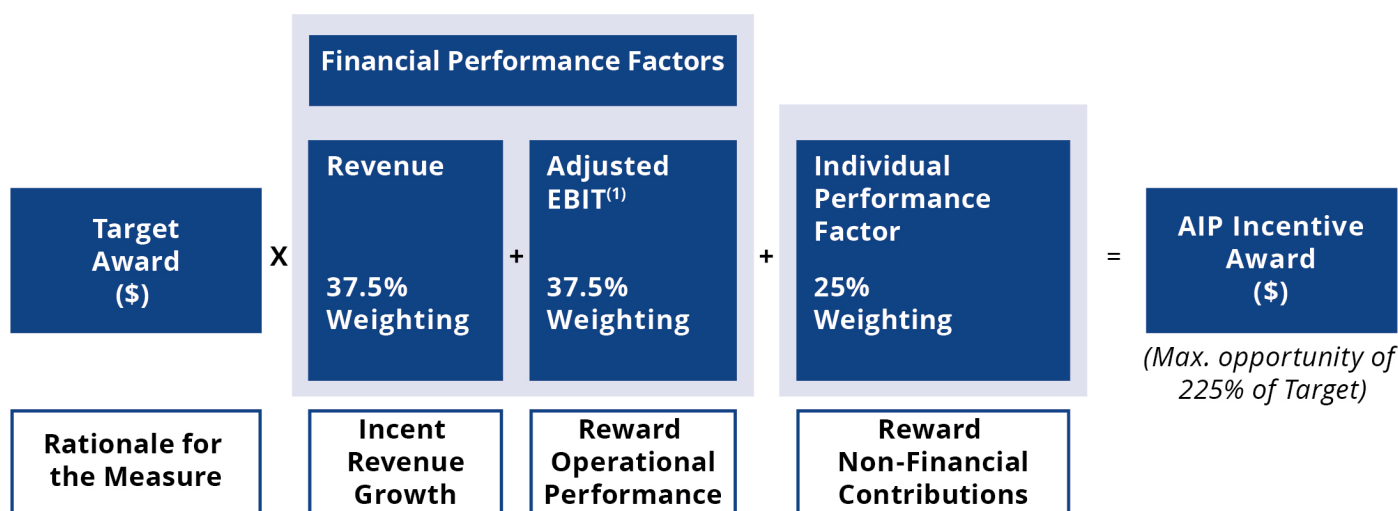 Financial Performance Factors
Revenue
37.5%
Weighting
Adjusted
EBIT(1)
37.5%
Weighting
Individual
Performance
Factor
25%
Weighting
Target
Award
($)
X
+
+
=
AIP Incentive
Award
($)
(Max. opportunity of
225% of Target)
Rationale for
the Measure
Incent
Revenue
Growth
Reward
Operational
Performance
Reward
Non-Financial
Contributions